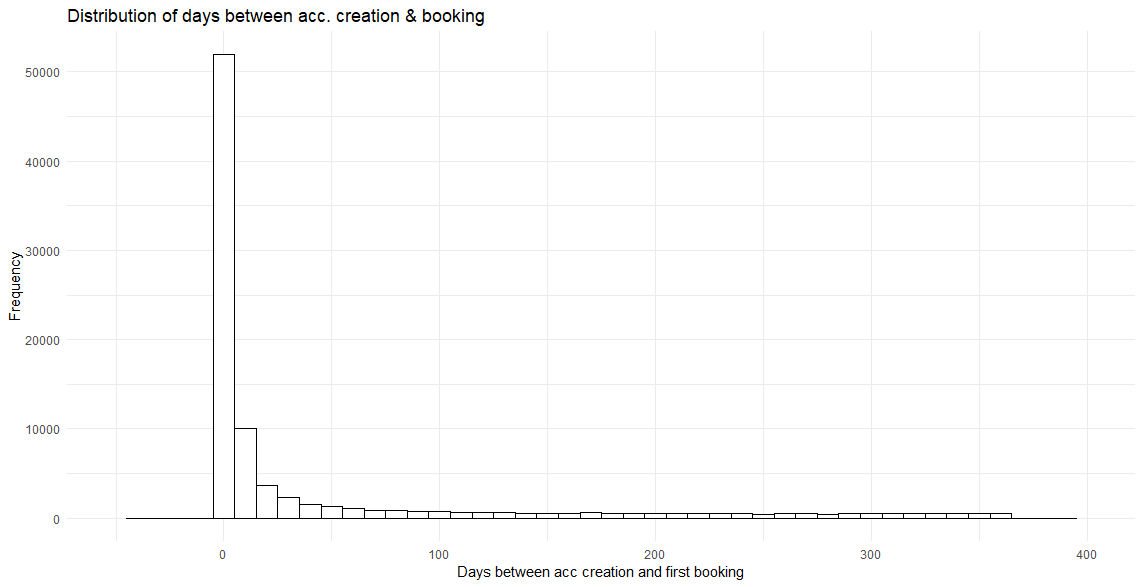 Distribution of days between acc. creation & booking
50000
40000
30000
20000
10000
0
Frequency
0 100 200 300 400
Days between acc creation and first booking